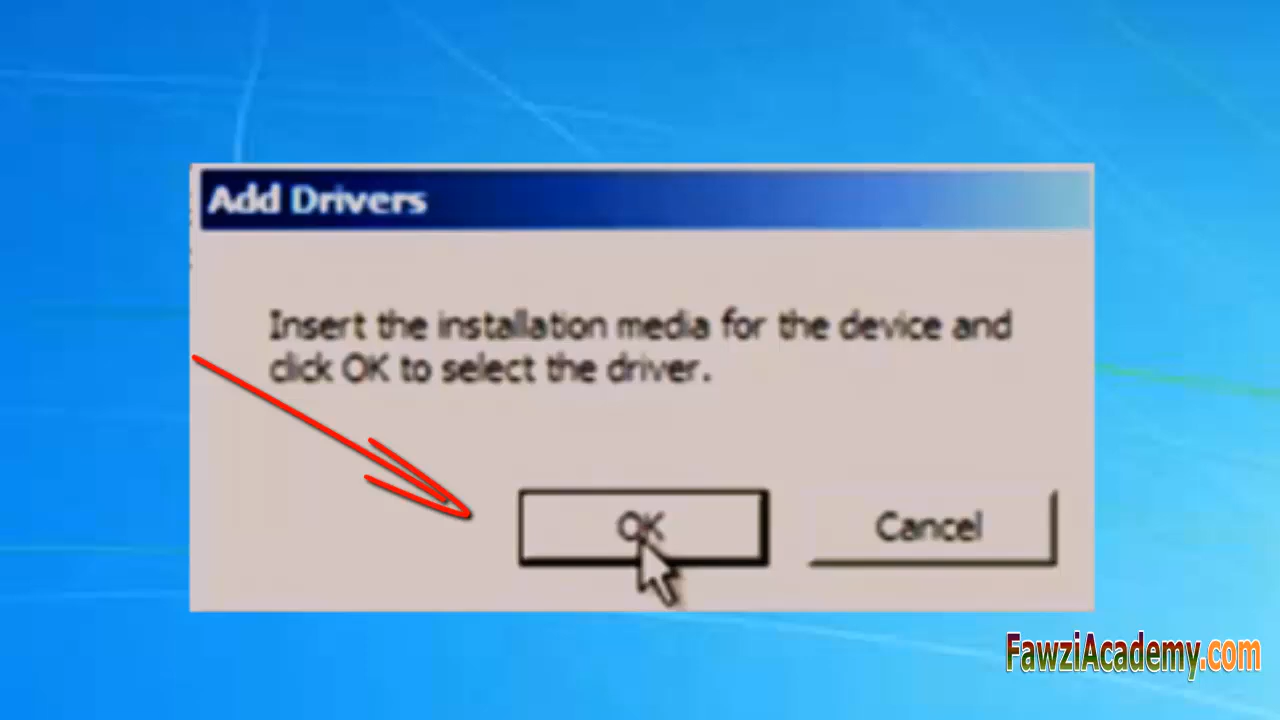 Add Drivers
Insert the installation media for the device and
click OK to select the driver.
OK
Cancel
FawziAcademy.com